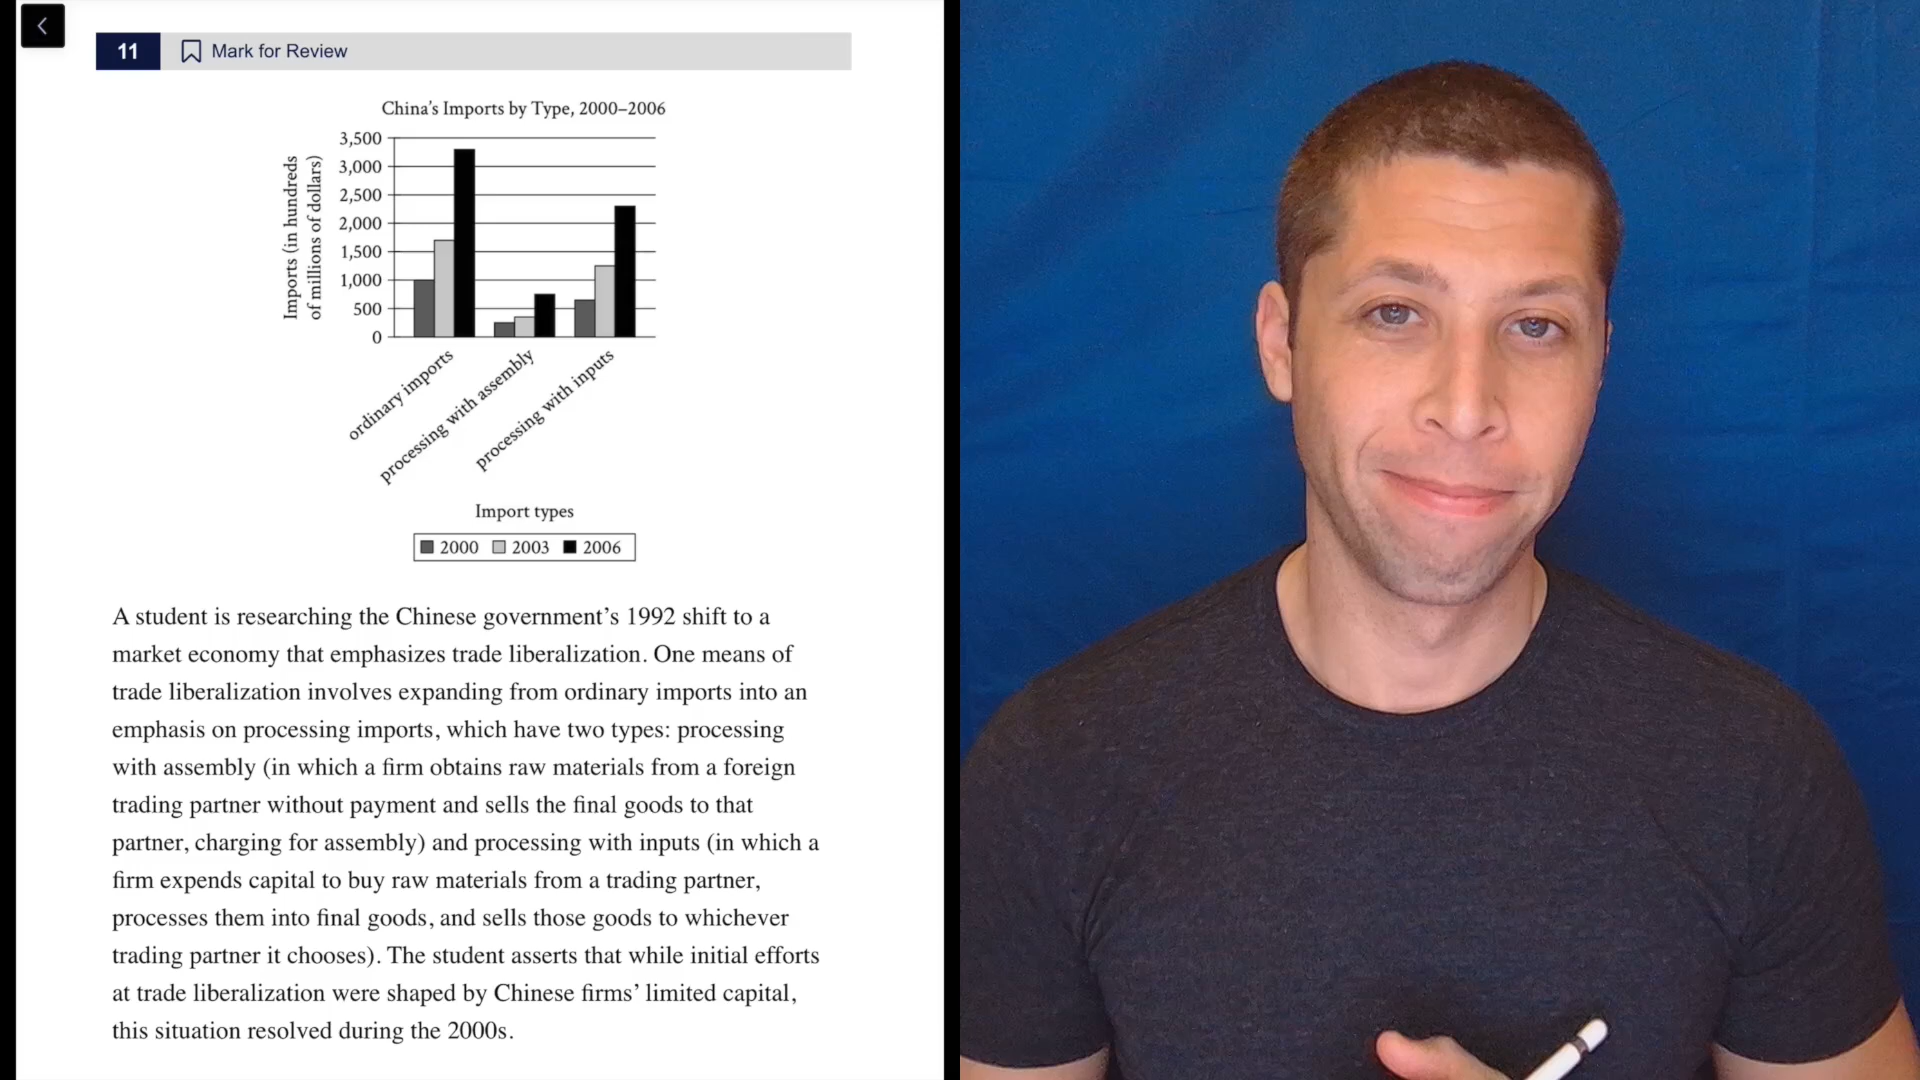 11 Mark for Review
China's Imports by Type, 2000–2006
Imports (in hundreds
of millions of dollars)
3,500
3,000
2,500
2,000
1,500
1,000
500
0
ordinary imports
processing with assembly
processing with inputs
Import types
2000 2003 2006
A student is researching the Chinese government's 1992 shift to a
market economy that emphasizes trade liberalization. One means of
trade liberalization involves expanding from ordinary imports into an
emphasis on processing imports, which have two types: processing
with assembly (in which a firm obtains raw materials from a foreign
trading partner without payment and sells the final goods to that
partner, charging for assembly) and processing with inputs (in which a
firm expends capital to buy raw materials from a trading partner,
processes them into final goods, and sells those goods to whichever
trading partner it chooses). The student asserts that while initial efforts
at trade liberalization were shaped by Chinese firms' limited capital,
this situation resolved during the 2000s.